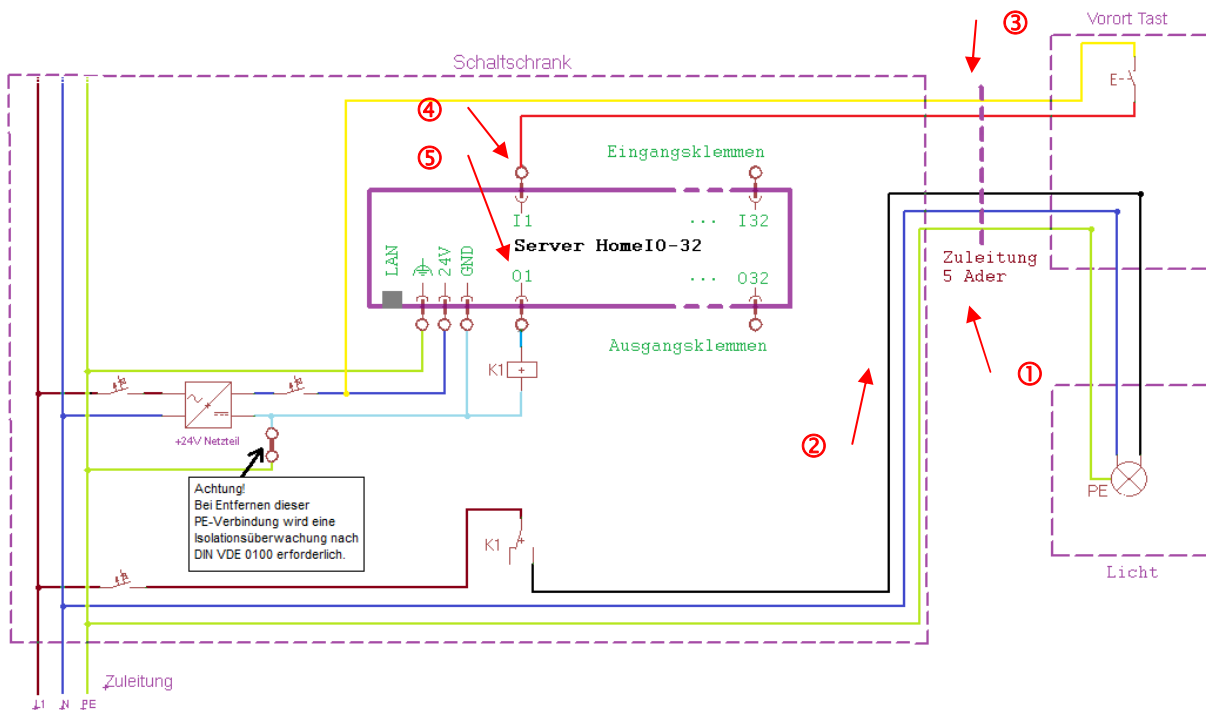 ③
Vorort Tast
Schaltschrank
E
④
⑤
Eingangsklemmen
I1 ... I32
Server HomeIO-32
LAN
24V
GND
O1 ... O32
Zuleitung
5 Ader
Ausgangsklemmen
K1
+
①
②
+24V Netzteil
Achtung!
Bei Entfernen dieser
PE-Verbindung wird eine
Isolationsüberwachung nach
DIN VDE 0100 erforderlich.
PE
K1
Licht
Zuleitung
L1 N PE